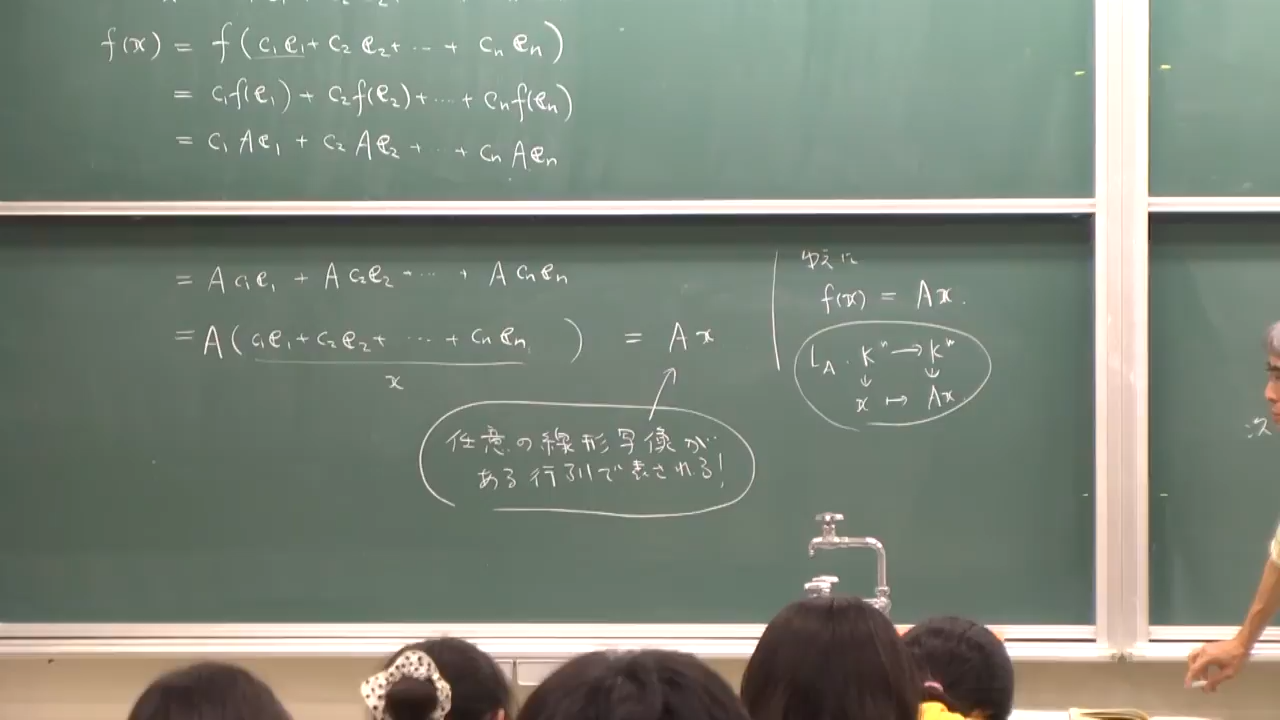 f(x) = f(c₁e₁ + c₂e₂ + … + cₙeₙ)
= c₁f(e₁) + c₂f(e₂) + … + cₙf(eₙ)
= c₁Ae₁ + c₂Ae₂ + … + cₙAeₙ
= Ac₁e₁ + Ac₂e₂ + … + Acₙeₙ
= A(c₁e₁ + c₂e₂ + … + cₙeₙ) = Ax
x
任意の線形写像が
ある行列で表される!
ゆえに
f(x) = Ax.
L_A : Kⁿ → Kᵐ
↓ ↓
x ↦ Ax
次